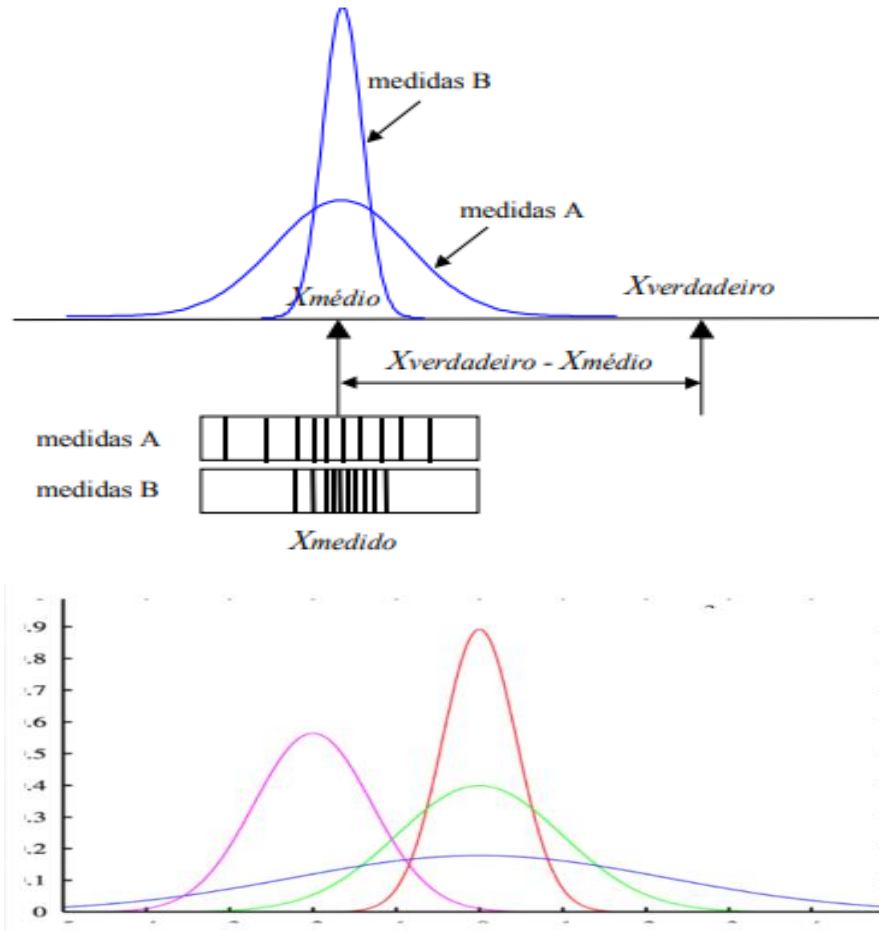 medidas B
medidas A
Xmédio
Xverdadeiro
Xverdadeiro - Xmédio
medidas A
medidas B
Xmedido
.9
.8
.7
.6
.5
.4
.3
.2
.1
0